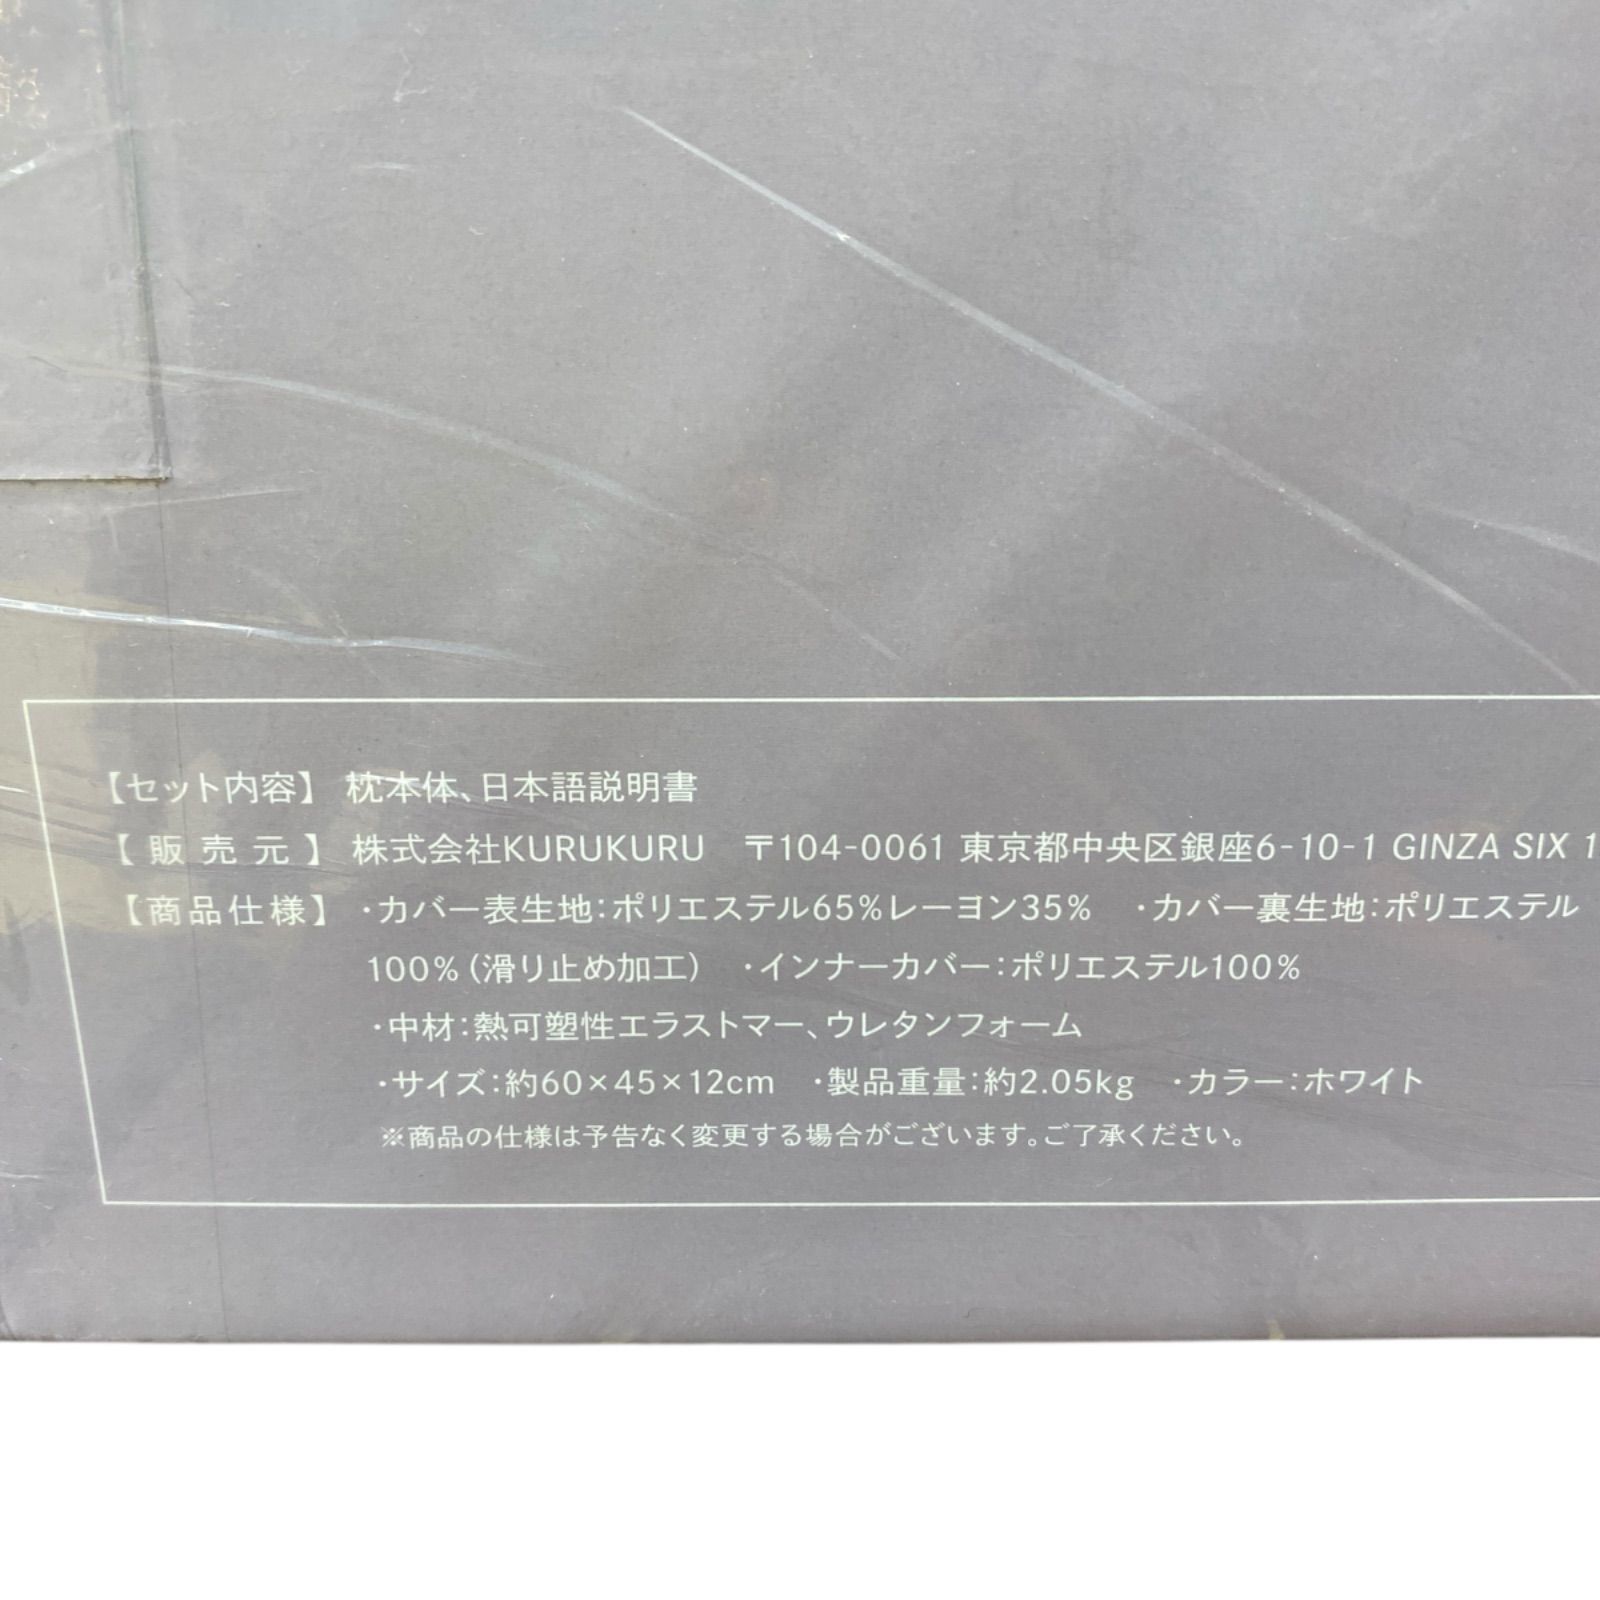 【セット内容】 枕本体、日本語説明書
【 販 売 元 】 株式会社KURUKURU 〒104-0061 東京都中央区銀座6-10-1 GINZA SIX 1
【商品仕様】 ・カバー表生地：ポリエステル65%レーヨン35% ・カバー裏生地：ポリエステル
100%（滑り止め加工） ・インナーカバー：ポリエステル100%
・中材：熱可塑性エラストマー、ウレタンフォーム
・サイズ：約60×45×12cm ・製品重量：約2.05kg ・カラー：ホワイト
※商品の仕様は予告なく変更する場合がございます。ご了承ください。